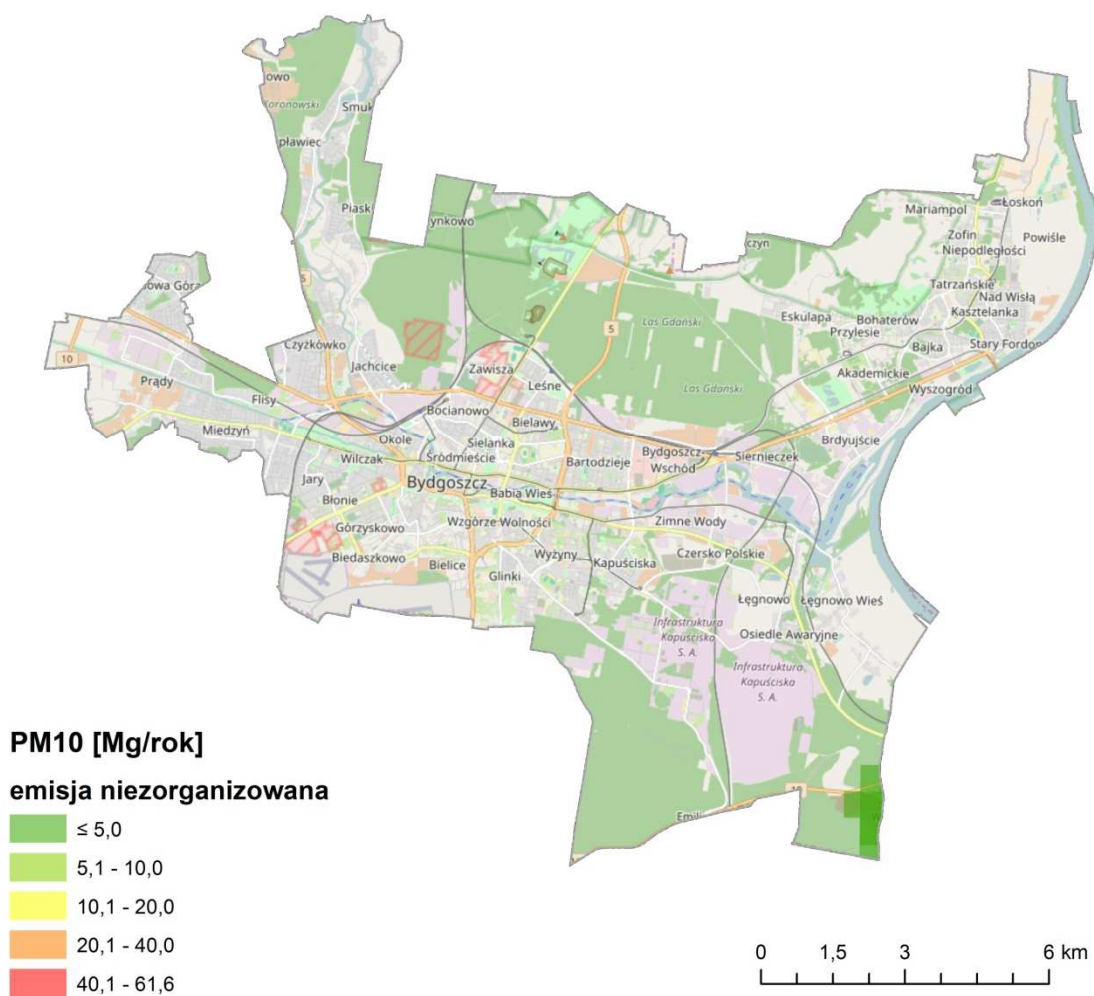 owo
Koronowski
Smuk
pławiec
Piask
ynkowo
czyn
Mariampol
Łoskoń
Zofin
Niepodległości
Powiśle
Tatrzańskie
Nad Wisłą
Kasztelanka
Eskulapa
Bohaterów
Przylesie
Bajka
Stary Fordon
Akademickie
Wyszogród
owa Góra
5
5
Las Gdański
Las Gdański
10
Czyżkówko
Jachcice
Zawisza
Leśne
Prądy
Flisy
Bocianowo
Bielawy
Miedzyń
Okole
Sielanka
Brdyujście
Wilczak
Śródmieście
Bartodzieje
Bydgoszcz
Wschód
Siernieczek
Jary
Bydgoszcz
Babia Wieś
Błonie
Górzyskowo
Wzgórze Wolności
Zimne Wody
Biedaszkowo
Bielice
Wyżyny
Kapuściska
Czersko Polskie
Glinki
Łęgnowo
Łęgnowo Wieś
Infrastruktura
Kapuściska
S. A.
Osiedle Awaryjne
Infrastruktura
Kapuściska
S. A.
10
Emili
PM10 [Mg/rok]
emisja niezorganizowana
≤ 5,0
5,1 - 10,0
10,1 - 20,0
20,1 - 40,0
40,1 - 61,6
0 1,5 3 6 km